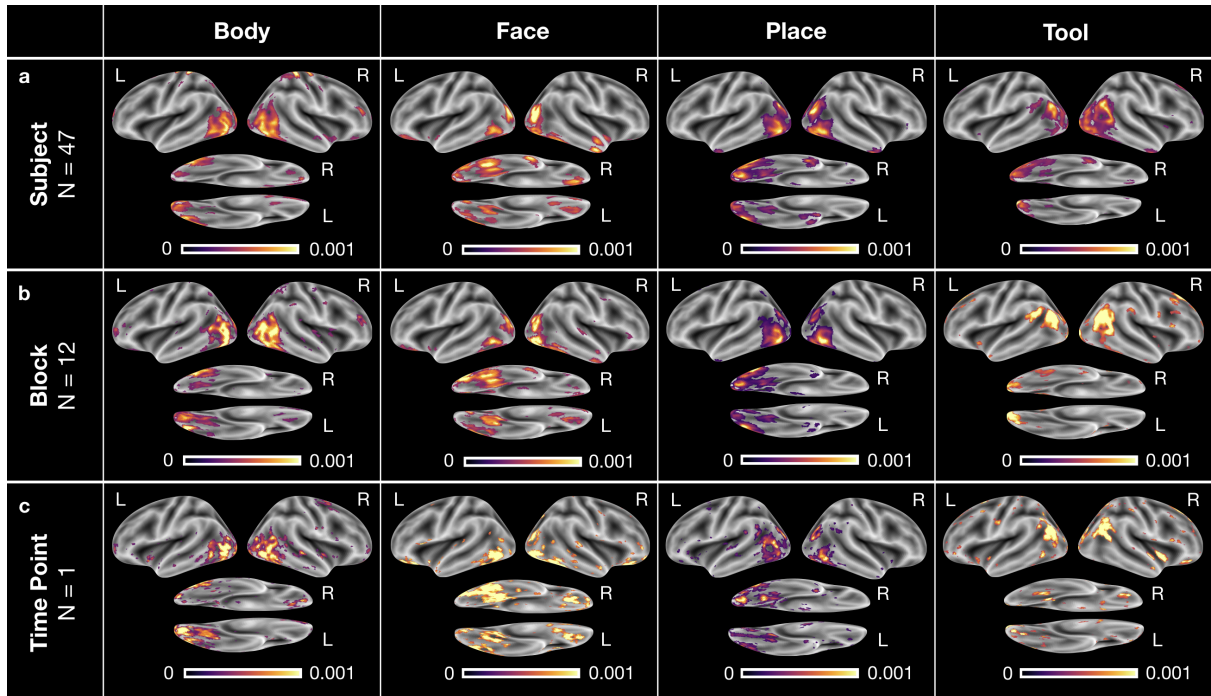 Body Face Place Tool
a
Subject
N = 47
L R L R L R L R
R R R R
L L L L
0 0.001 0 0.001 0 0.001 0 0.001
b
Block
N = 12
L R L R L R L R
R R R R
L L L L
0 0.001 0 0.001 0 0.001 0 0.001
c
Time Point
N = 1
L R L R L R L R
R R R R
L L L L
0 0.001 0 0.001 0 0.001 0 0.001